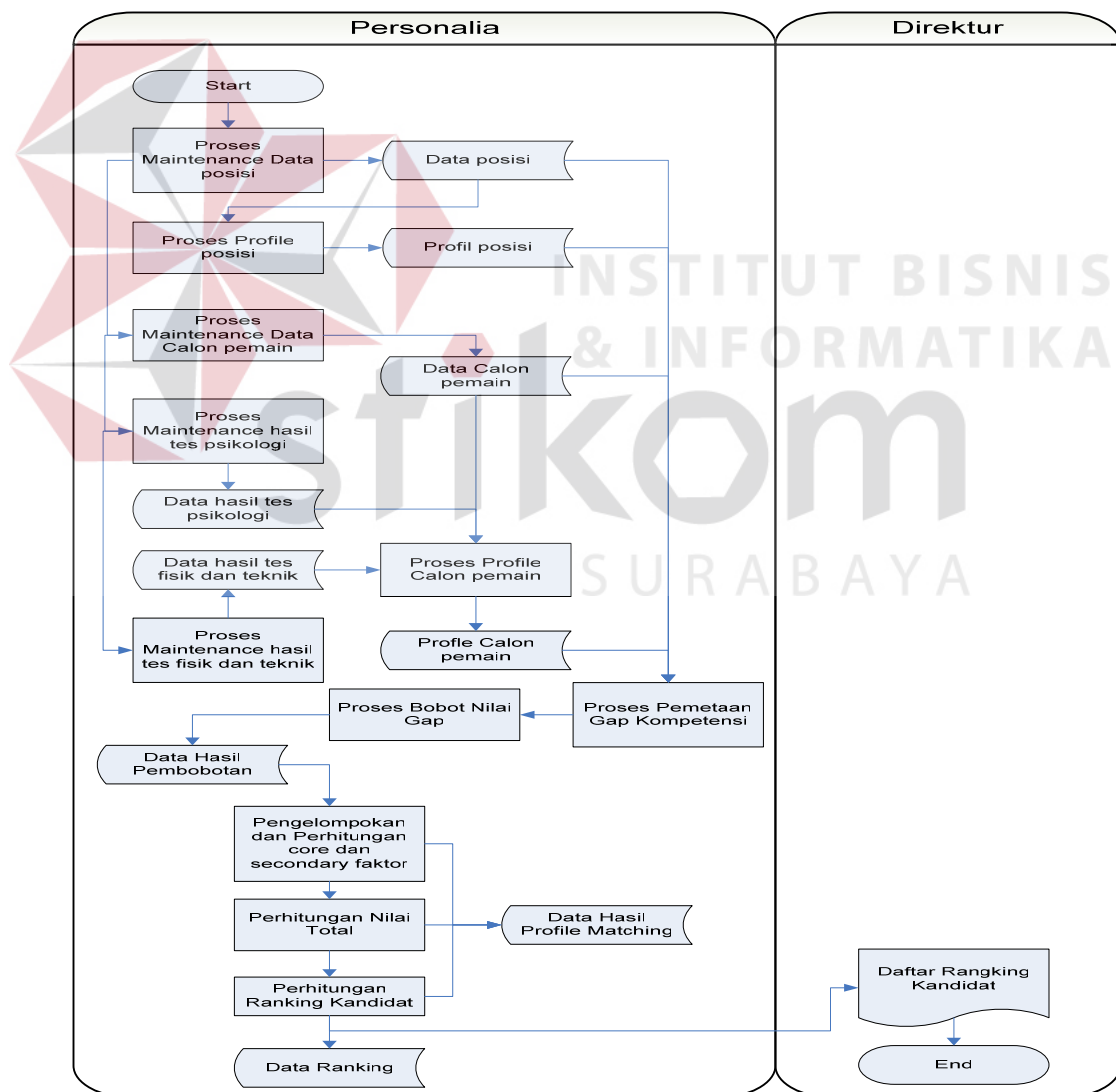 Personalia
Direktur
Start
Proses
Maintenance Data
posisi
Data posisi
Proses Profile
posisi
Profil posisi
INSTITUT BISNIS
& INFORMATIKA
stikom
SURABAYA
Proses
Maintenance Data
Calon pemain
Data Calon
pemain
Proses
Maintenance hasil
tes psikologi
Data hasil tes
psikologi
Data hasil tes
fisik dan teknik
Proses Profile
Calon pemain
Proses
Maintenance hasil
tes fisik dan teknik
Profle Calon
pemain
Proses Pemetaan
Gap Kompetensi
Proses Bobot Nilai
Gap
Data Hasil
Pembobotan
Pengelompokan
dan Perhitungan
core dan
secondary faktor
Perhitungan Nilai
Total
Data Hasil
Profile Matching
Perhitungan
Ranking Kandidat
Daftar Rangking
Kandidat
Data Ranking
End